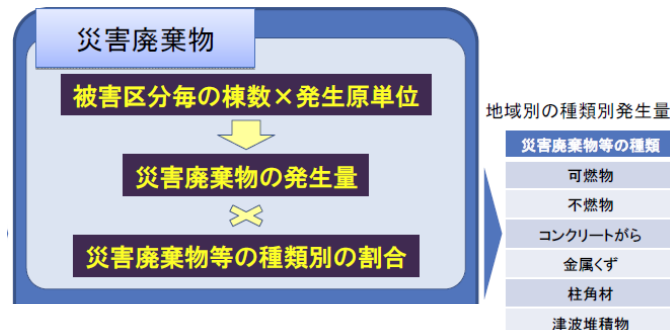 災害廃棄物
被害区分毎の棟数×発生原単位
災害廃棄物の発生量
災害廃棄物等の種類別の割合
地域別の種類別発生量
災害廃棄物等の種類
可燃物
不燃物
コンクリートがら
金属くず
柱角材
津波堆積物